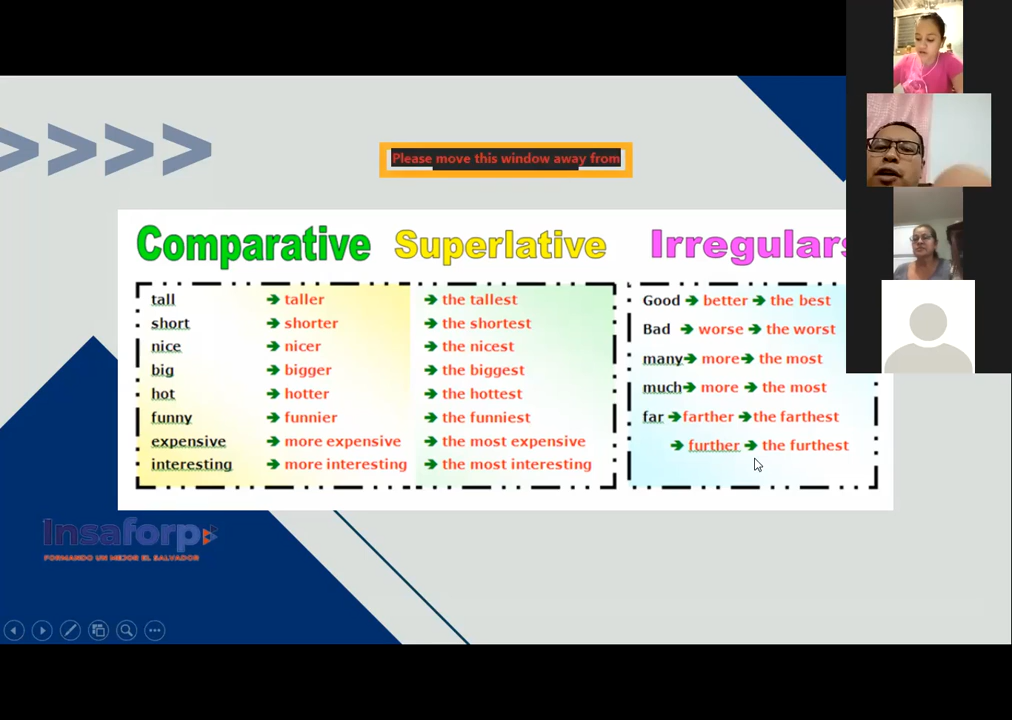 Please move this window away from
Comparative Superlative Irregulars
tall ➔ taller ➔ the tallest
short ➔ shorter ➔ the shortest
nice ➔ nicer ➔ the nicest
big ➔ bigger ➔ the biggest
hot ➔ hotter ➔ the hottest
funny ➔ funnier ➔ the funniest
expensive ➔ more expensive ➔ the most expensive
interesting ➔ more interesting ➔ the most interesting
Good ➔ better ➔ the best
Bad ➔ worse ➔ the worst
many ➔ more ➔ the most
much ➔ more ➔ the most
far ➔ farther ➔ the farthest
➔ further ➔ the furthest
Insaforp
FORMANDO UN MEJOR EL SALVADOR